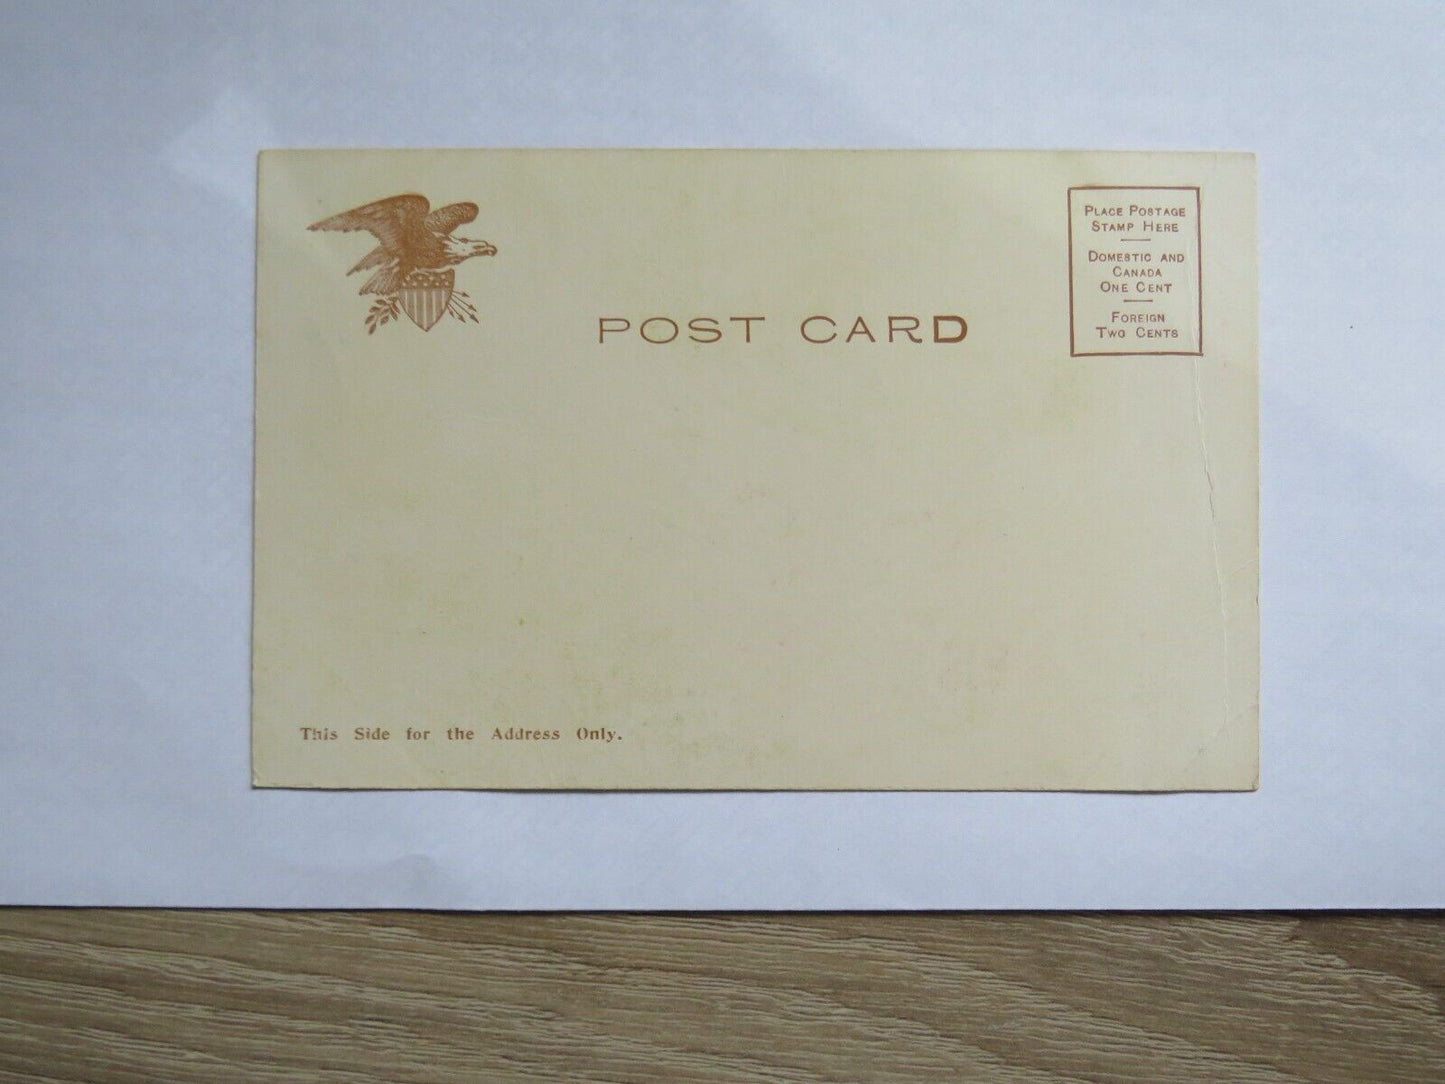 PLACE POSTAGE
STAMP HERE
DOMESTIC AND
CANADA
ONE CENT
FOREIGN
TWO CENTS
POST CARD
This Side for the Address Only.